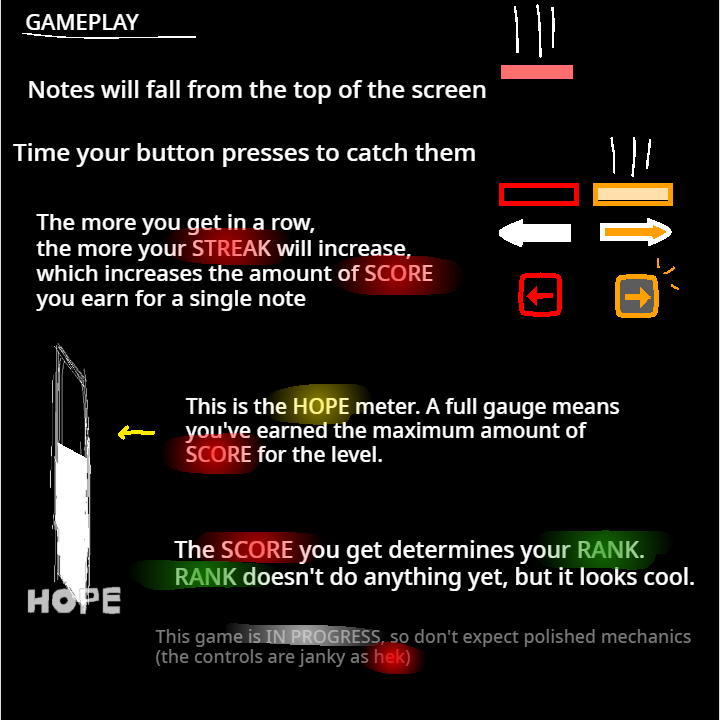 GAMEPLAY
Notes will fall from the top of the screen
Time your button presses to catch them
The more you get in a row,
the more your STREAK will increase,
which increases the amount of SCORE
you earn for a single note
This is the HOPE meter. A full gauge means
you've earned the maximum amount of
SCORE for the level.
The SCORE you get determines your RANK.
RANK doesn't do anything yet, but it looks cool.
HOPE
This game is IN PROGRESS, so don't expect polished mechanics
(the controls are janky as hek)